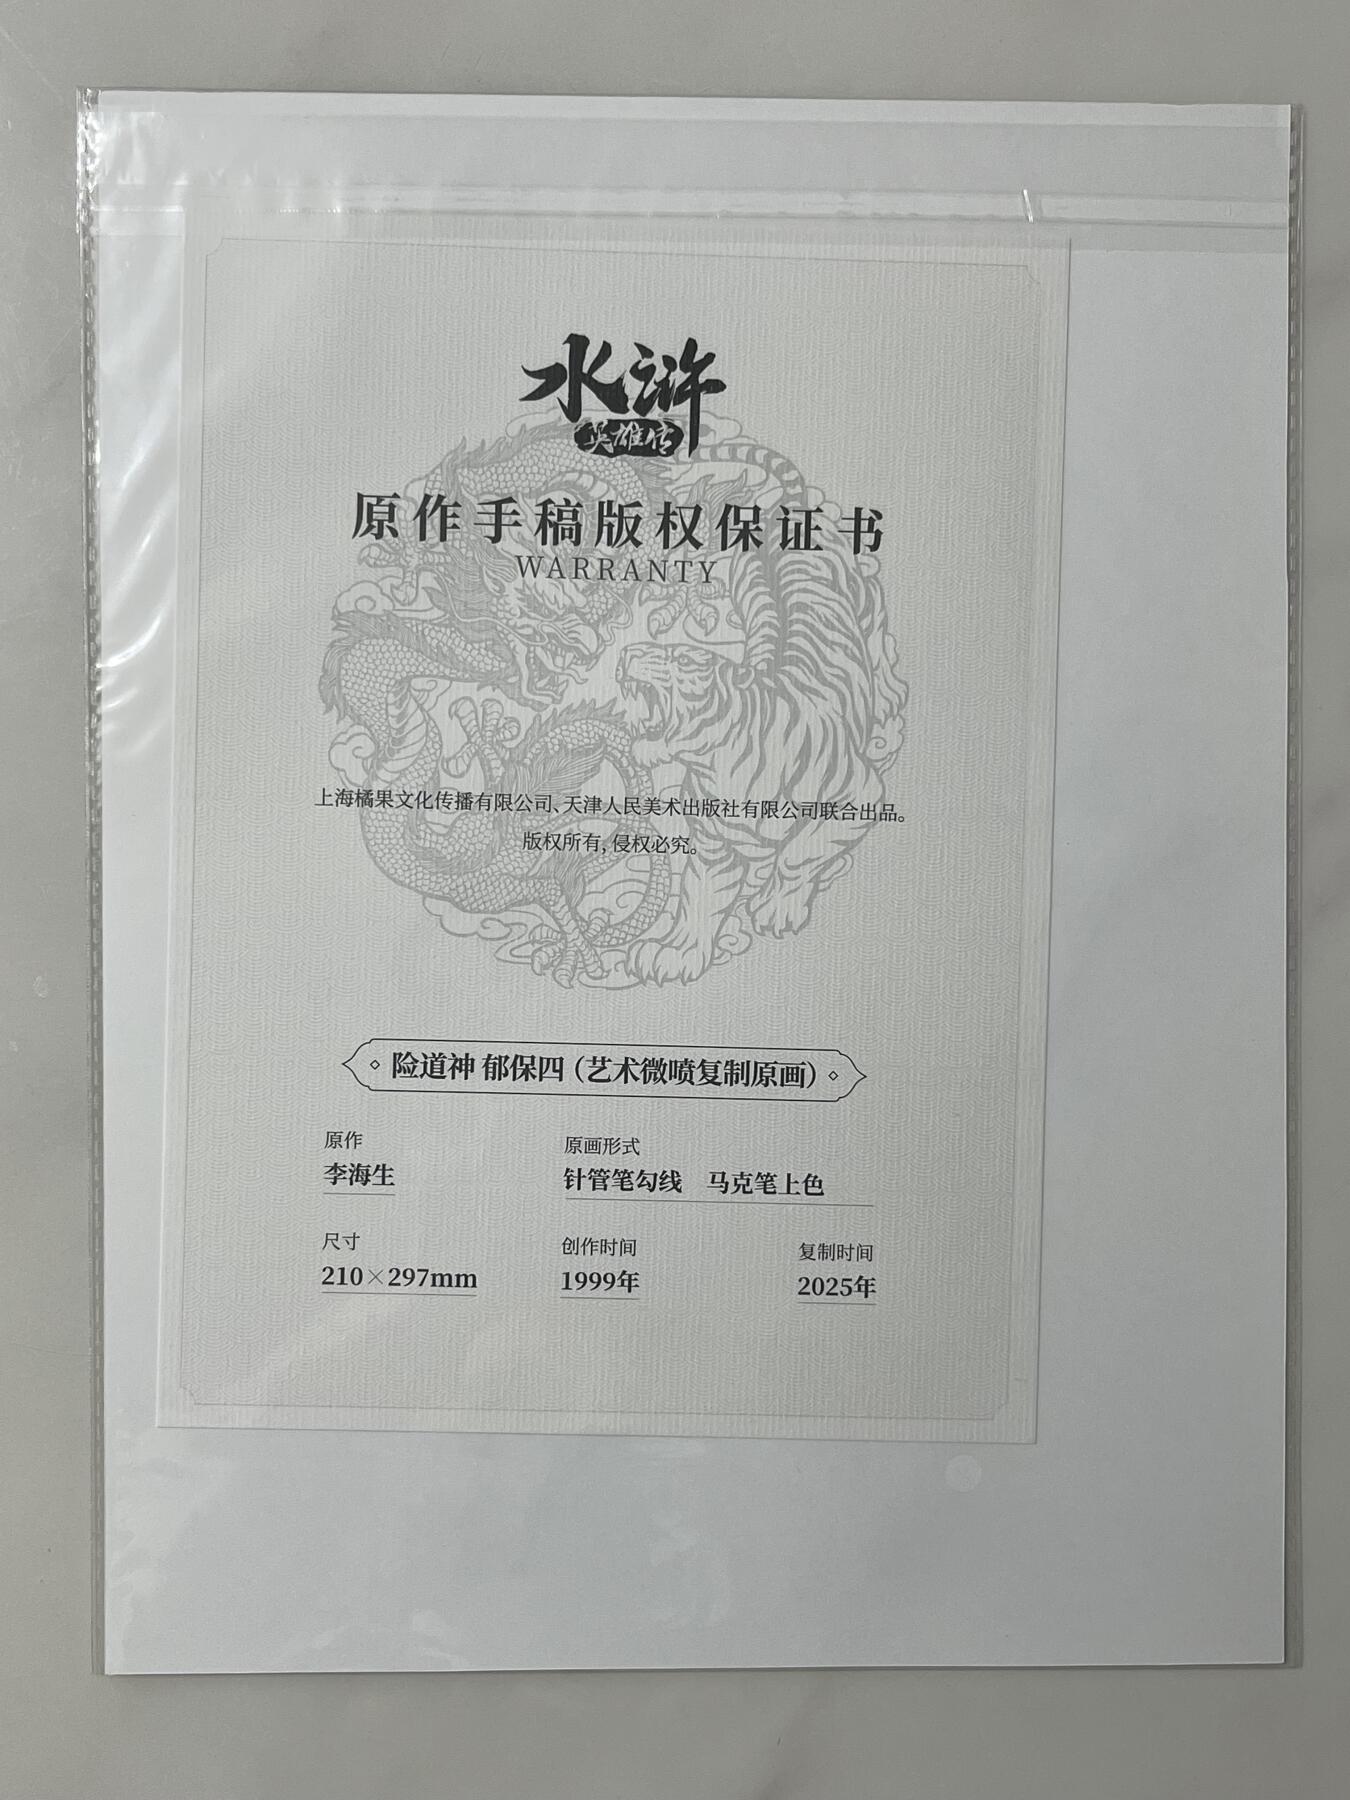 水浒
英雄传
原作手稿版权保证书
WARRANTY
上海橘果文化传播有限公司、天津人民美术出版社有限公司联合出品。
版权所有，侵权必究。
险道神 郁保四（艺术微喷复制原画）
原作
李海生
原画形式
针管笔勾线 马克笔上色
尺寸
210×297mm
创作时间
1999年
复制时间
2025年